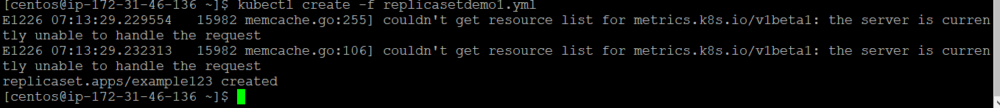 [centos@ip-172-31-46-136 ~]$ kubectl create -f replicasetdemo1.yml
E1226 07:13:29.229554   15982 memcache.go:255] couldn't get resource list for metrics.k8s.io/v1beta1: the server is curren
tly unable to handle the request
E1226 07:13:29.232313   15982 memcache.go:106] couldn't get resource list for metrics.k8s.io/v1beta1: the server is curren
tly unable to handle the request
replicaset.apps/example123 created
[centos@ip-172-31-46-136 ~]$